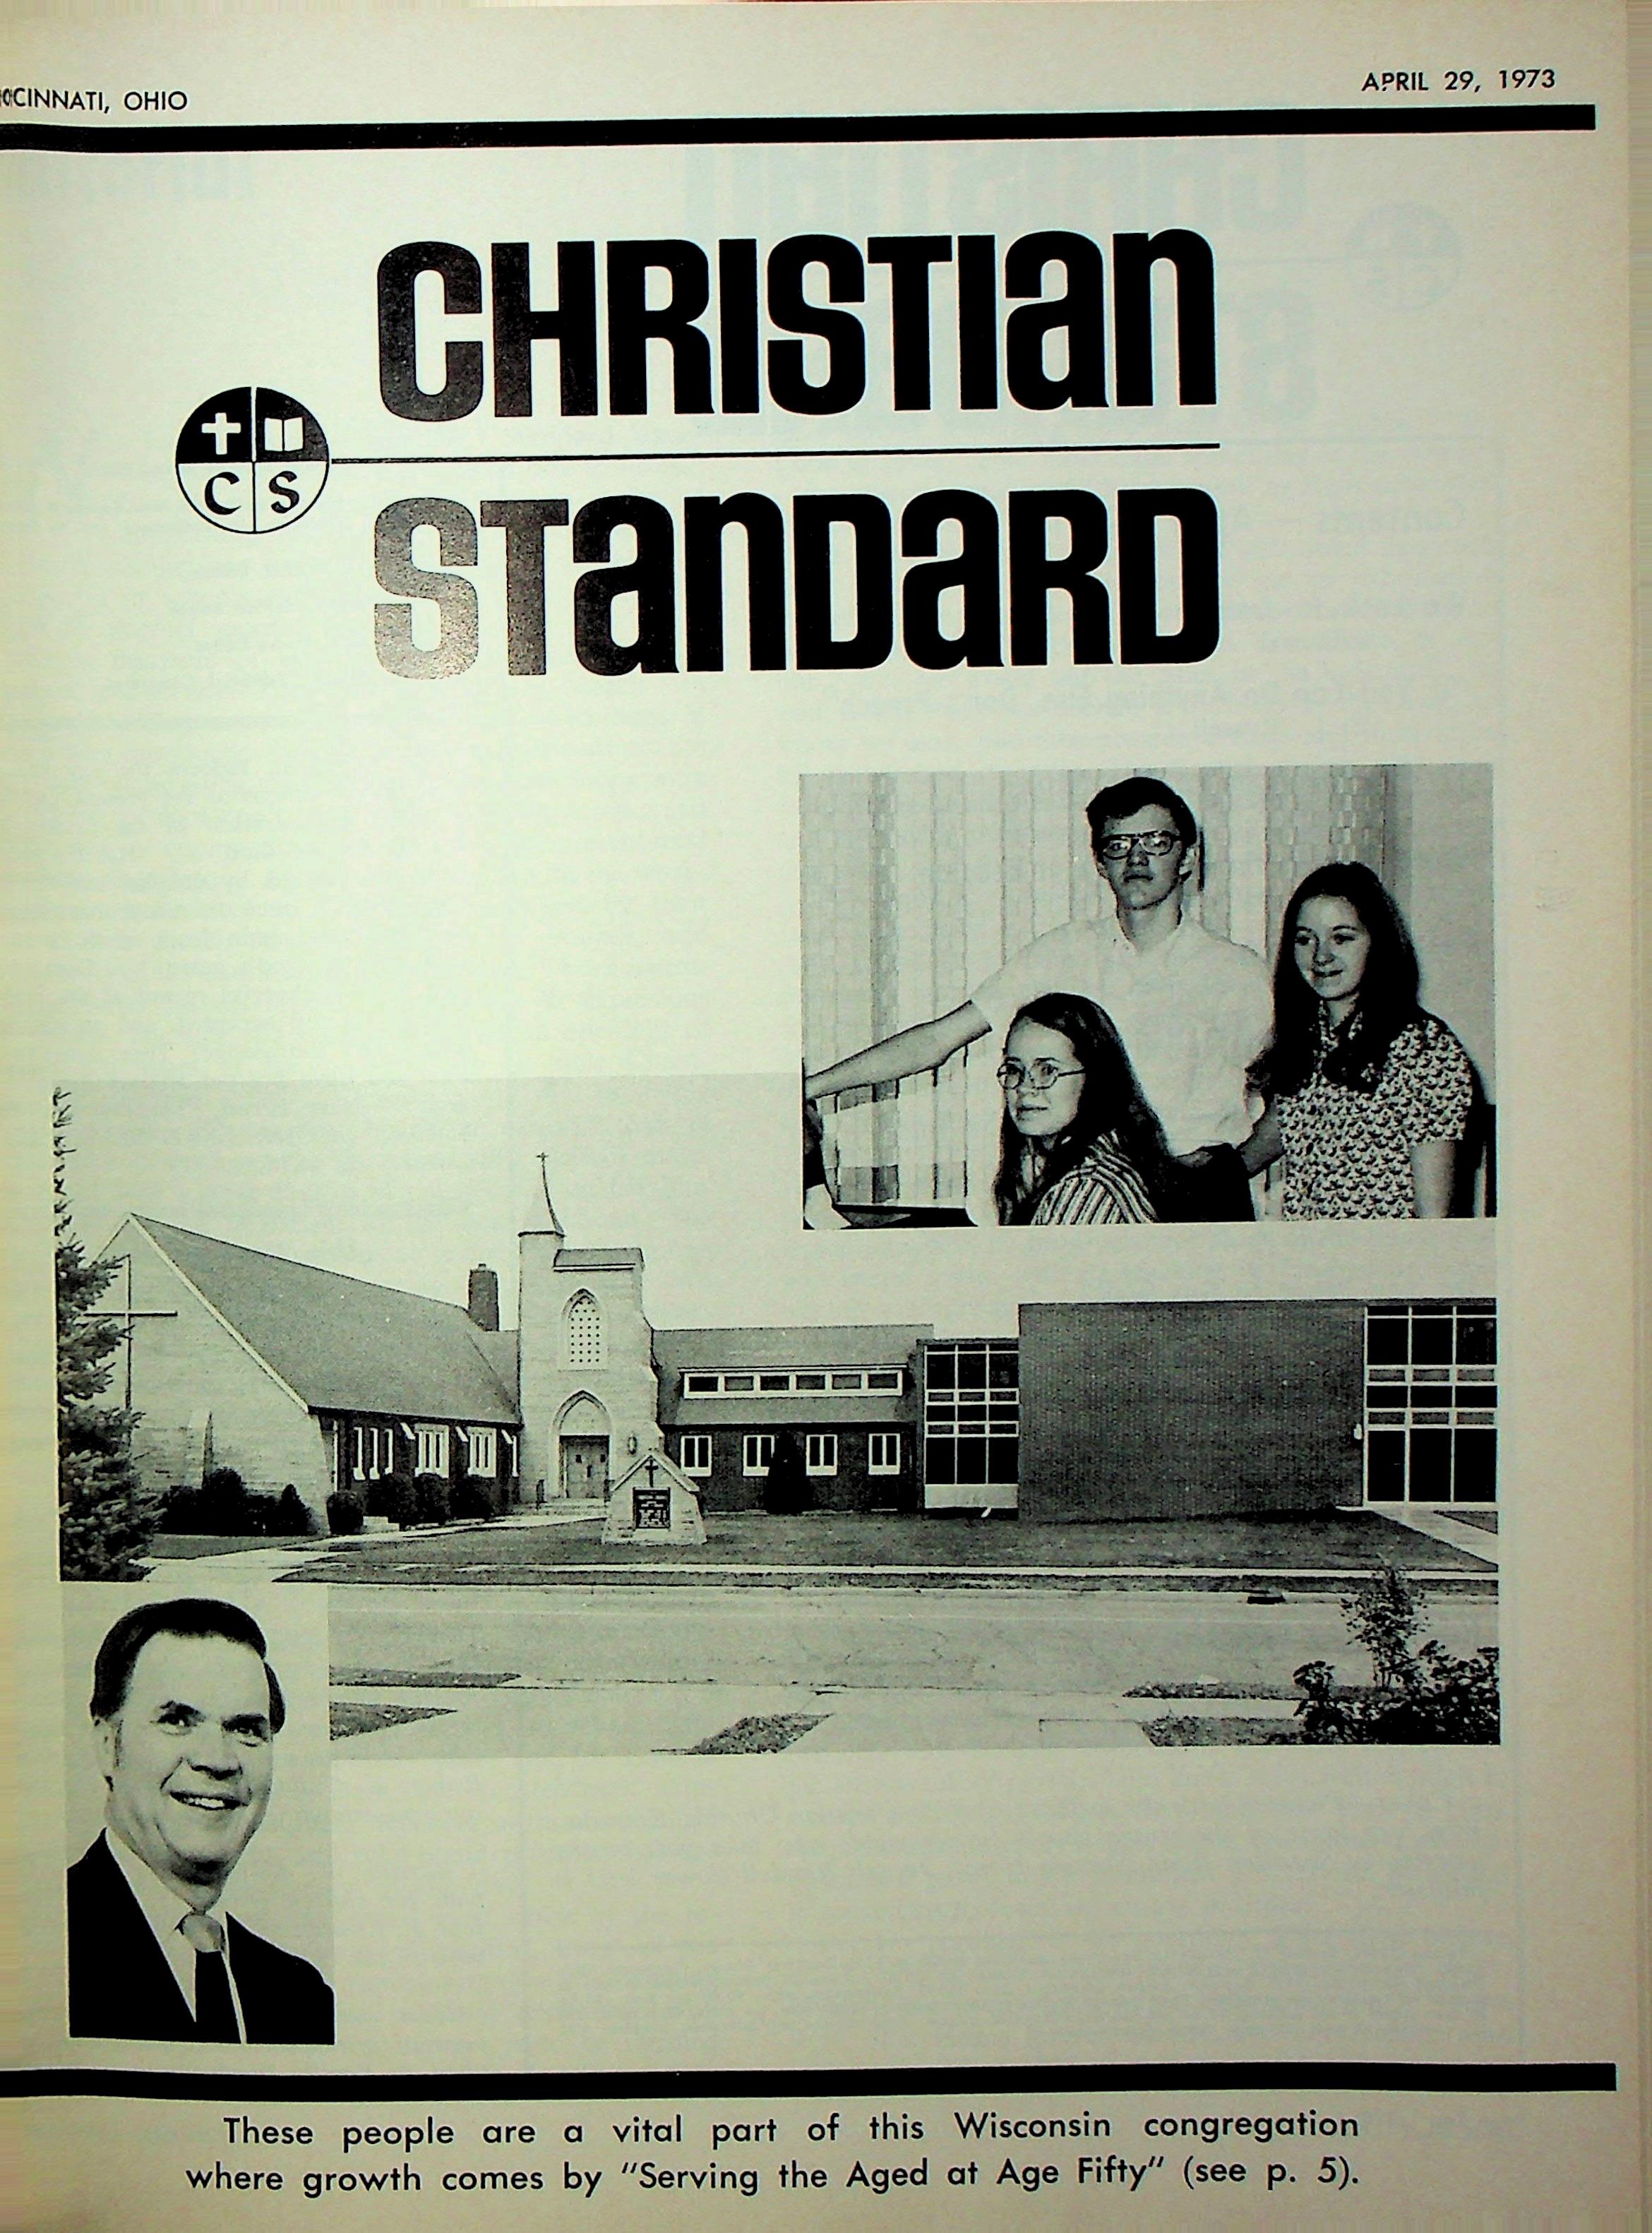 CINCINNATI, OHIO
APRIL 29, 1973
CHRISTIan
STanDaRD
C S
These people are a vital part of this Wisconsin congregation
where growth comes by "Serving the Aged at Age Fifty" (see p. 5).